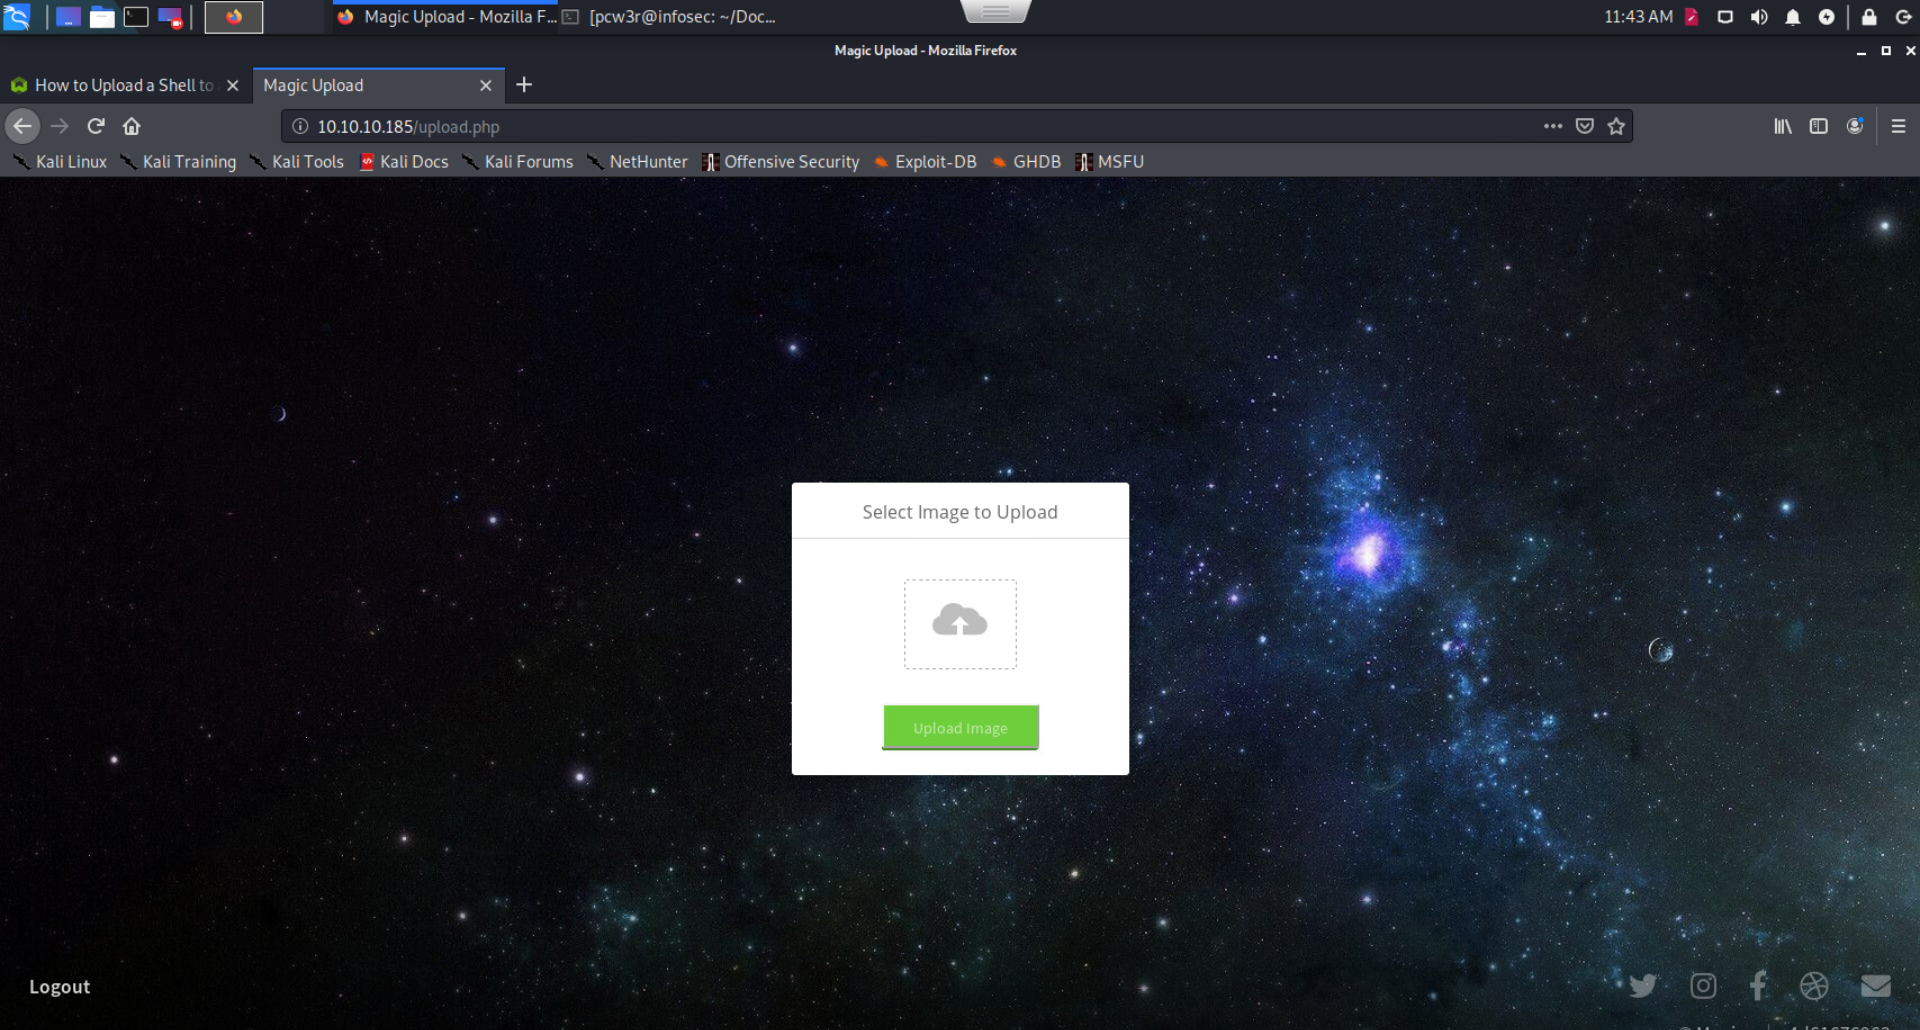 Magic Upload - Mozilla F...
[pcw3r@infosec: ~/Doc...
11:43 AM
Magic Upload - Mozilla Firefox
How to Upload a Shell to
Magic Upload
10.10.10.185/upload.php
Kali Linux
Kali Training
Kali Tools
Kali Docs
Kali Forums
NetHunter
Offensive Security
Exploit-DB
GHDB
MSFU
Select Image to Upload
Upload Image
Logout